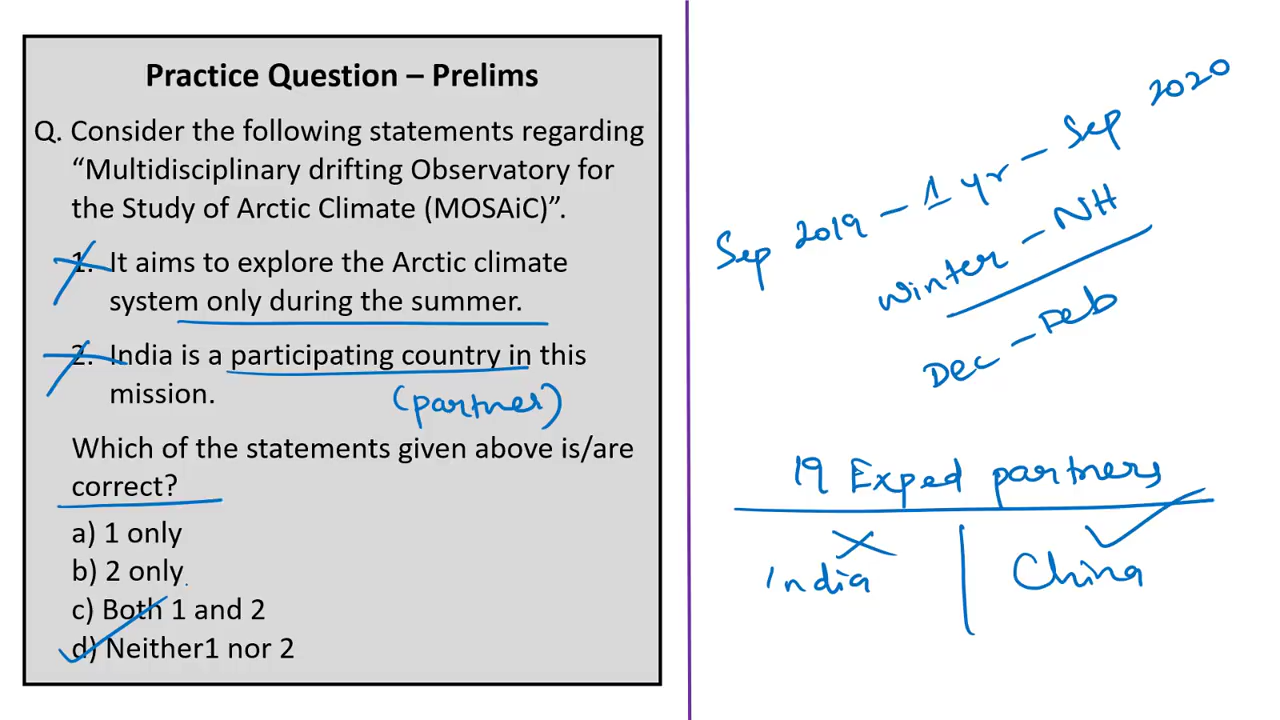 Practice Question – Prelims
Q. Consider the following statements regarding
“Multidisciplinary drifting Observatory for
the Study of Arctic Climate (MOSAiC)”.
1. It aims to explore the Arctic climate
system only during the summer.
2. India is a participating country in this
mission.
(partner)
Which of the statements given above is/are
correct?
a) 1 only
b) 2 only
c) Both 1 and 2
d) Neither1 nor 2
Sep 2019 – 1 yr – Sep 2020
Winter – NH
Dec – Feb
19 Exped partners
India
China